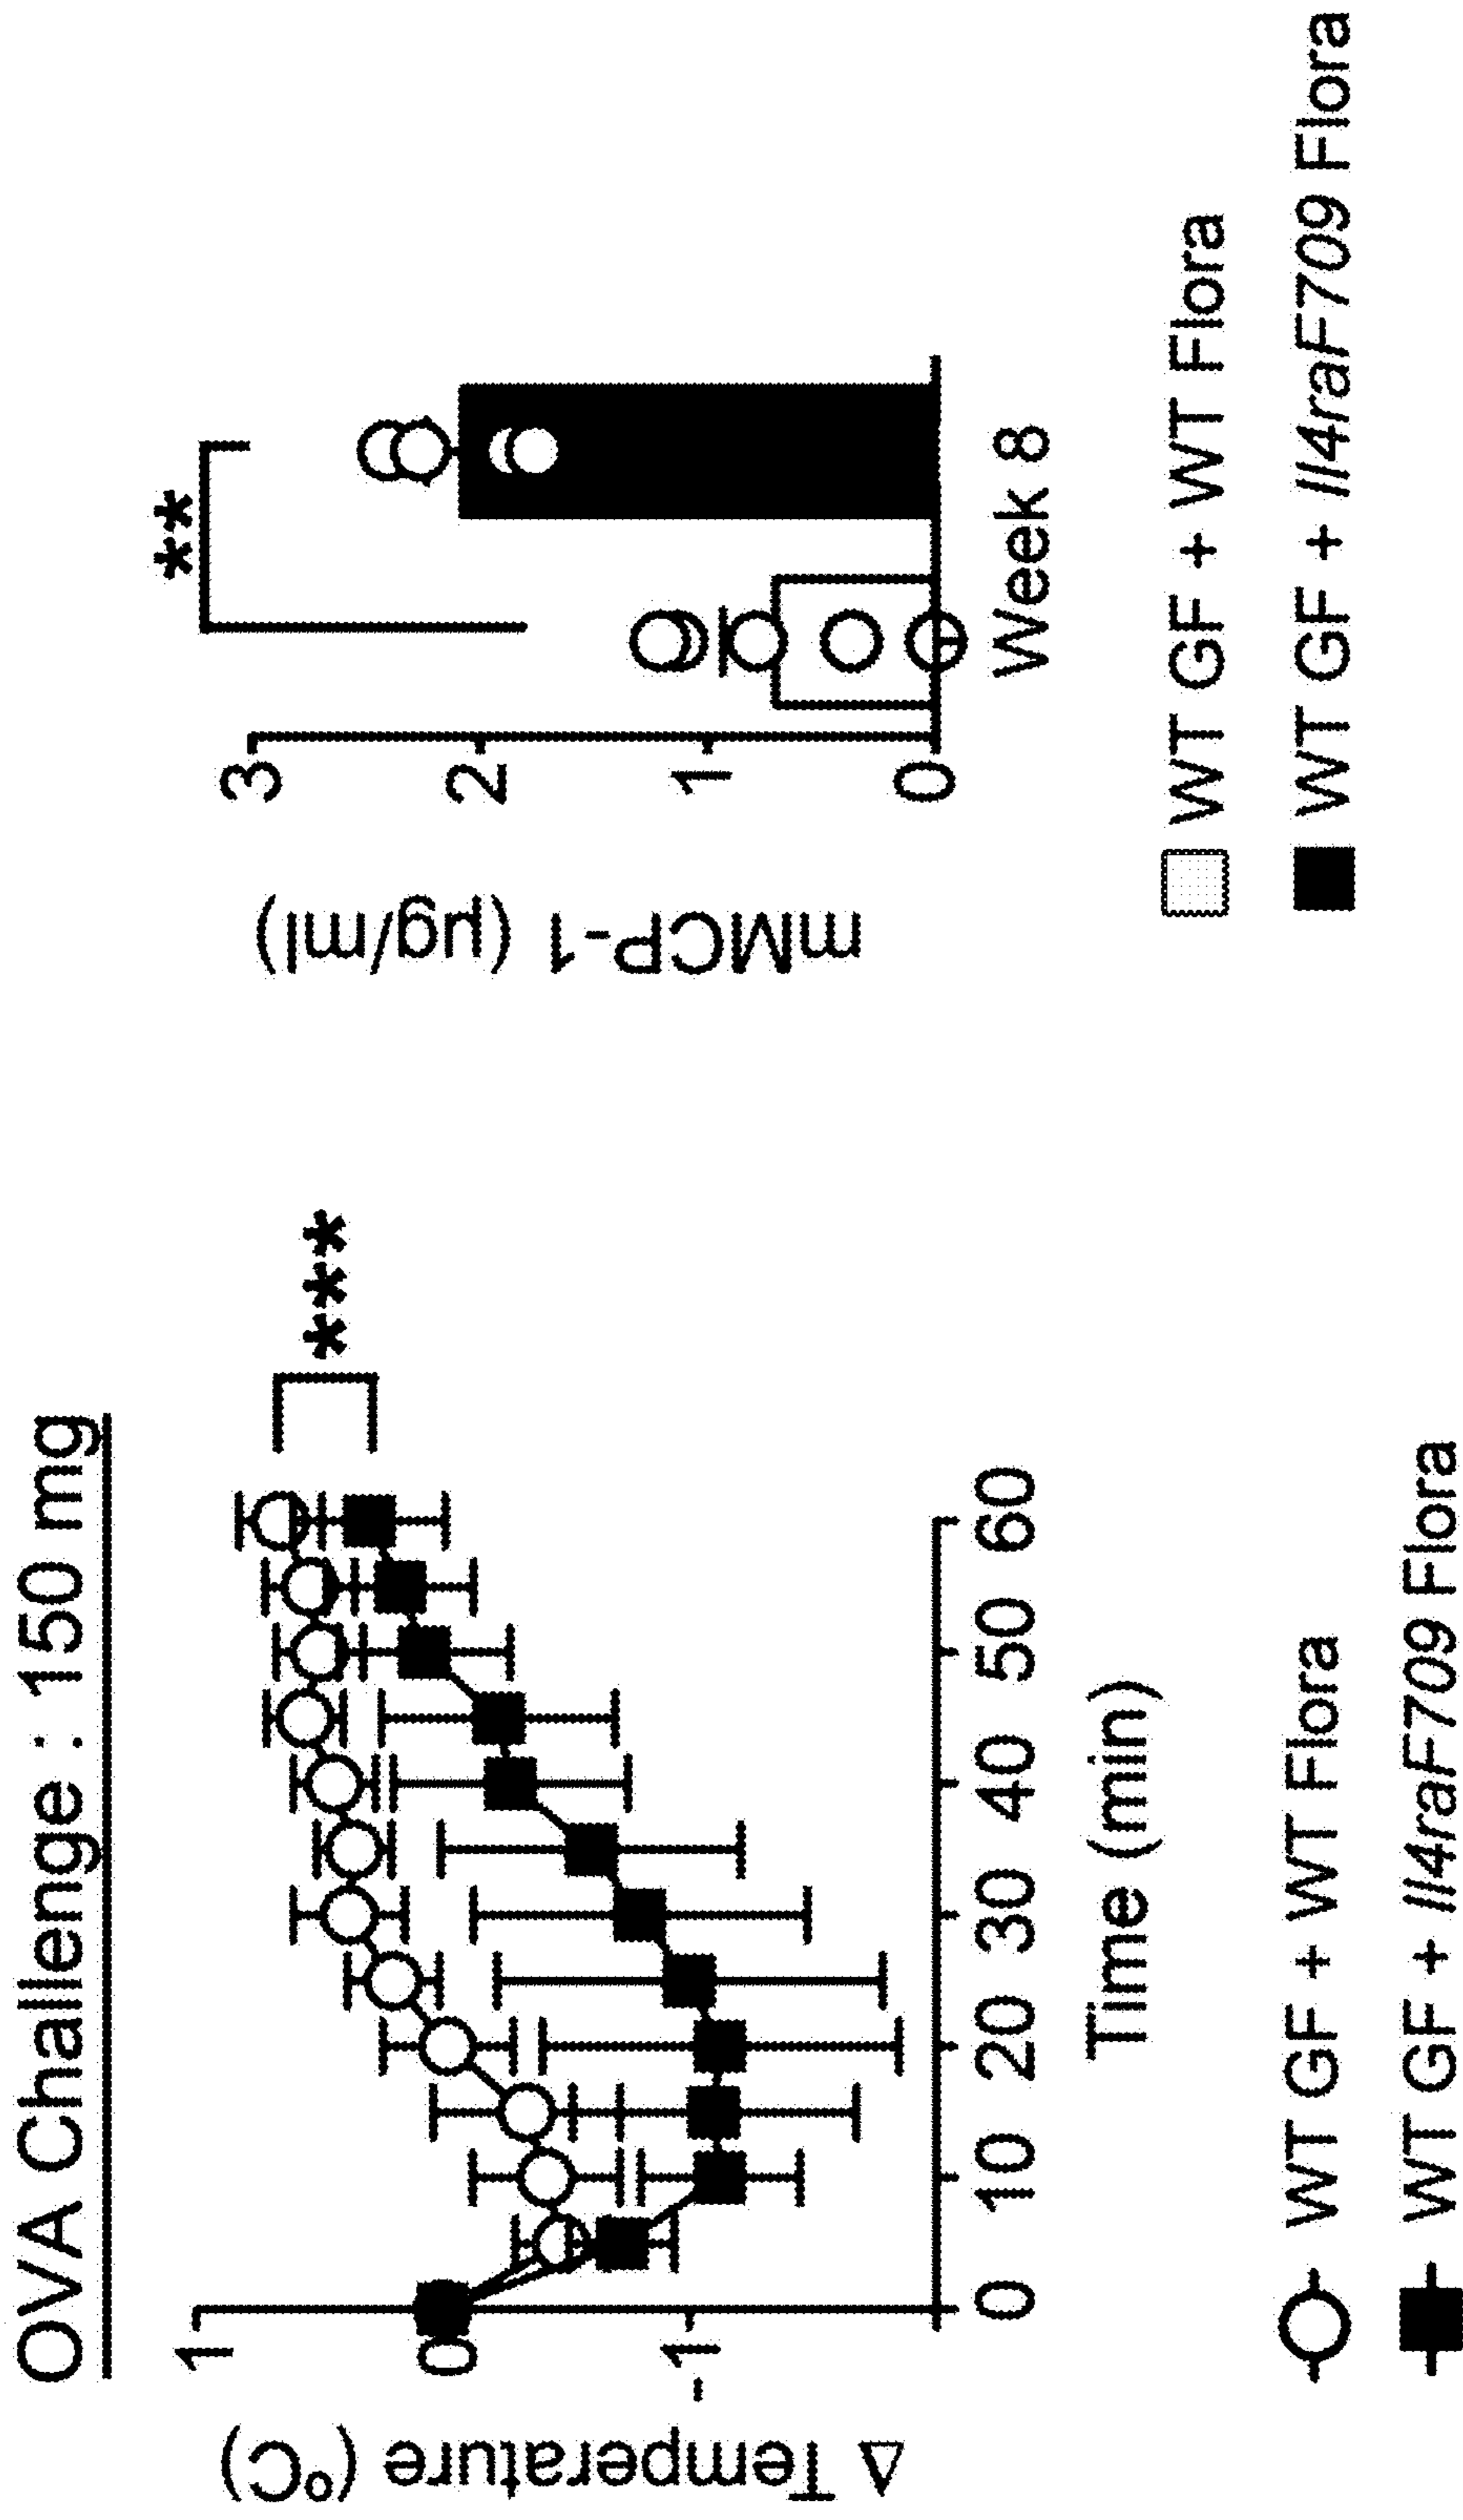 OVA Challenge : 150 mg
Δ Temperature (°C)
1
0
-1
***
0 10 20 30 40 50 60
Time (min)
WT GF + WT Flora
WT GF + Il4raF709 Flora
mMCP-1 (µg/ml)
3
2
1
0
**
Week 8
WT GF + WT Flora
WT GF + Il4raF709 Flora